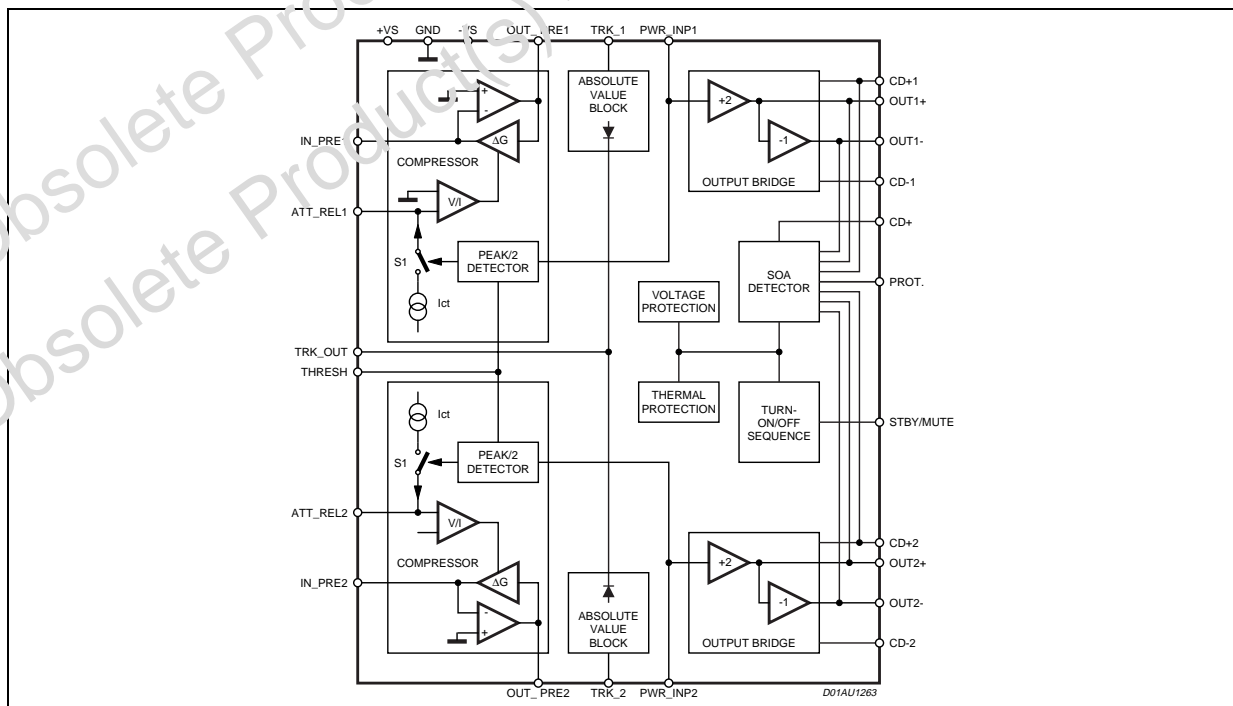 Obsolete Product(s)
Obsolete Product(s)
+VS GND -VS OUT_PRE1 TRK_1 PWR_INP1
ABSOLUTE
VALUE
BLOCK
+
-
ΔG
COMPRESSOR
V/I
IN_PRE1
ATT_REL1
S1
PEAK/2
DETECTOR
Ict
+2
-1
OUTPUT BRIDGE
CD+1
OUT1+
OUT1-
CD-1
CD+
SOA
DETECTOR
PROT.
VOLTAGE
PROTECTION
TRK_OUT
THRESH
THERMAL
PROTECTION
TURN-
ON/OFF
SEQUENCE
STBY/MUTE
Ict
S1
PEAK/2
DETECTOR
ATT_REL2
V/I
COMPRESSOR
IN_PRE2
ΔG
-
+
ABSOLUTE
VALUE
BLOCK
+2
-1
OUTPUT BRIDGE
CD+2
OUT2+
OUT2-
CD-2
OUT_ PRE2 TRK_2 PWR_INP2
D01AU1263